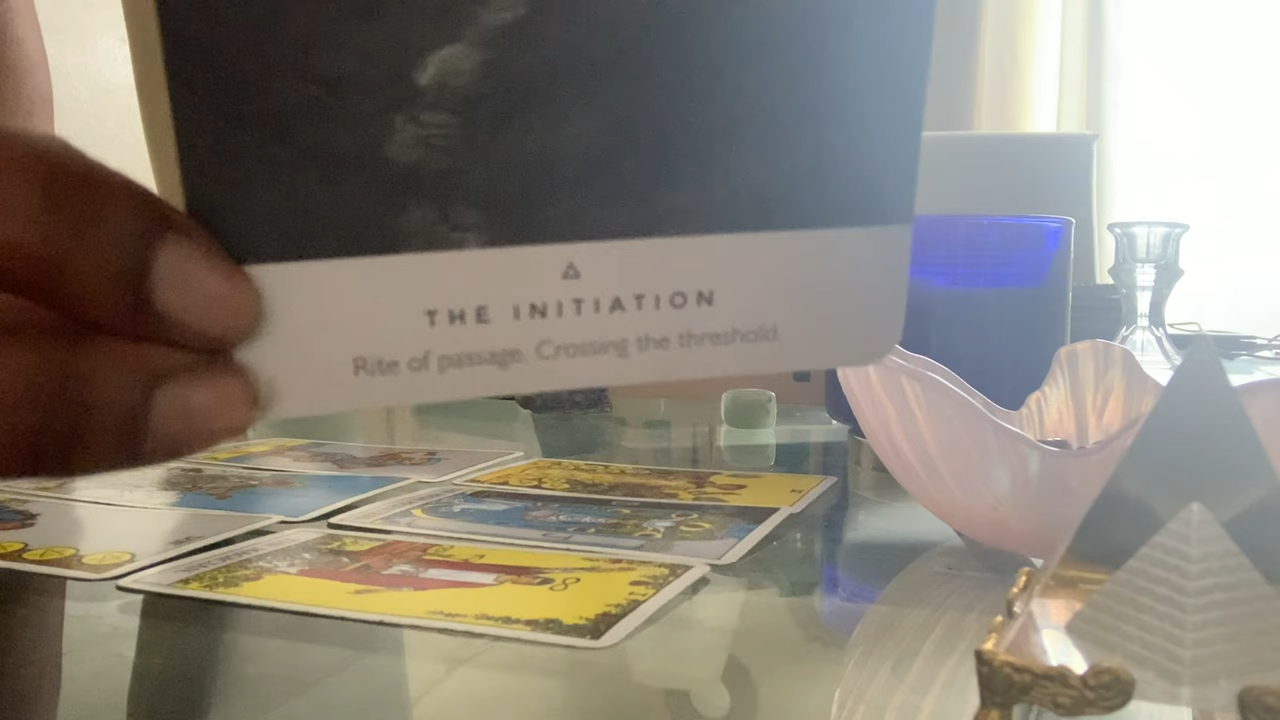 THE INITIATION
Rite of passage. Crossing the threshold.